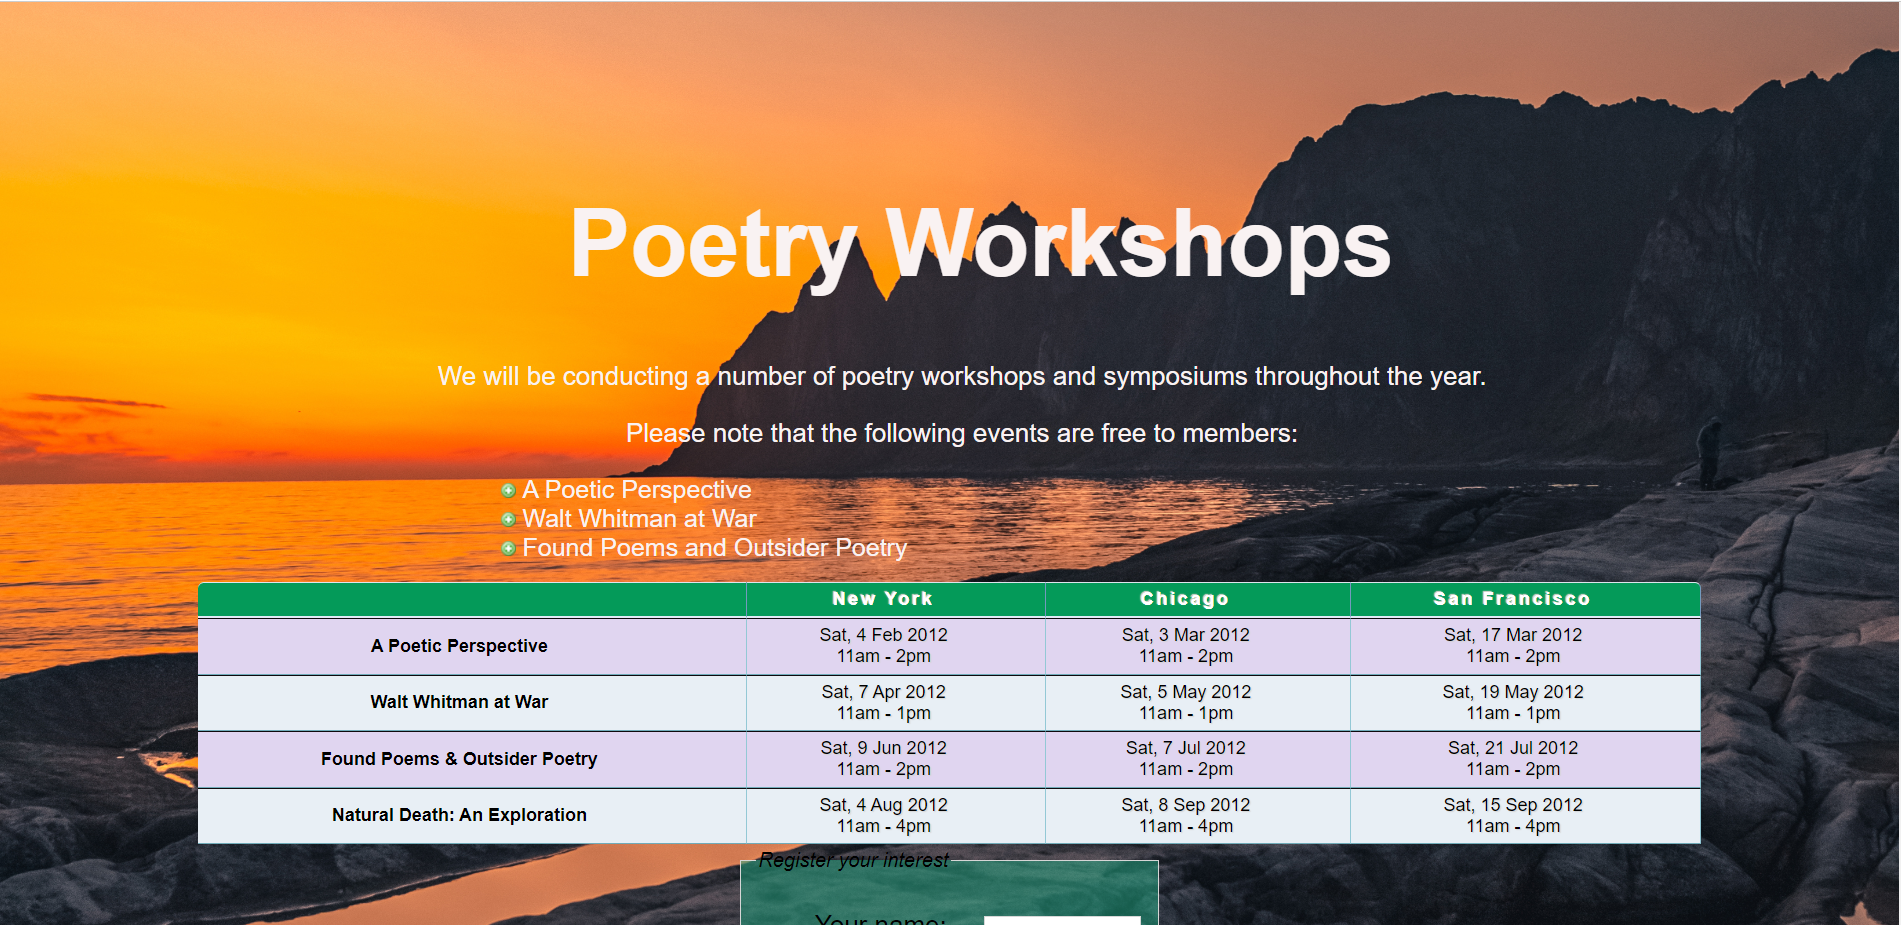 Poetry Workshops
We will be conducting a number of poetry workshops and symposiums throughout the year.
Please note that the following events are free to members:
A Poetic Perspective
Walt Whitman at War
Found Poems and Outsider Poetry
New York Chicago San Francisco
A Poetic Perspective
Sat, 4 Feb 2012
11am - 2pm
Sat, 3 Mar 2012
11am - 2pm
Sat, 17 Mar 2012
11am - 2pm
Walt Whitman at War
Sat, 7 Apr 2012
11am - 1pm
Sat, 5 May 2012
11am - 1pm
Sat, 19 May 2012
11am - 1pm
Found Poems & Outsider Poetry
Sat, 9 Jun 2012
11am - 2pm
Sat, 7 Jul 2012
11am - 2pm
Sat, 21 Jul 2012
11am - 2pm
Natural Death: An Exploration
Sat, 4 Aug 2012
11am - 4pm
Sat, 8 Sep 2012
11am - 4pm
Sat, 15 Sep 2012
11am - 4pm
Register your interest
Your name: